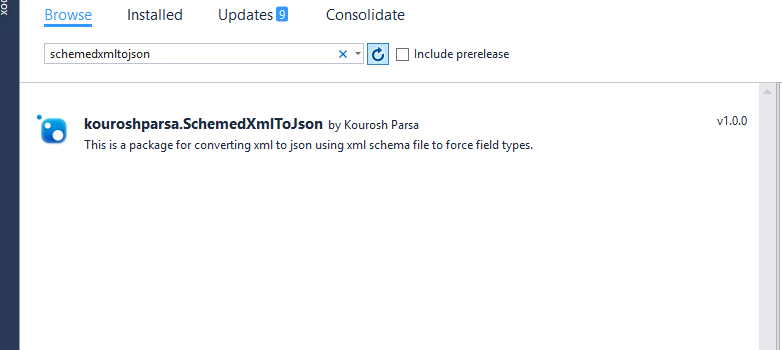 box
Browse Installed Updates 9 Consolidate
schemedxmltojson Include prerelease
kouroshparsa.SchemedXmlToJson by Kourosh Parsa v1.0.0
This is a package for converting xml to json using xml schema file to force field types.